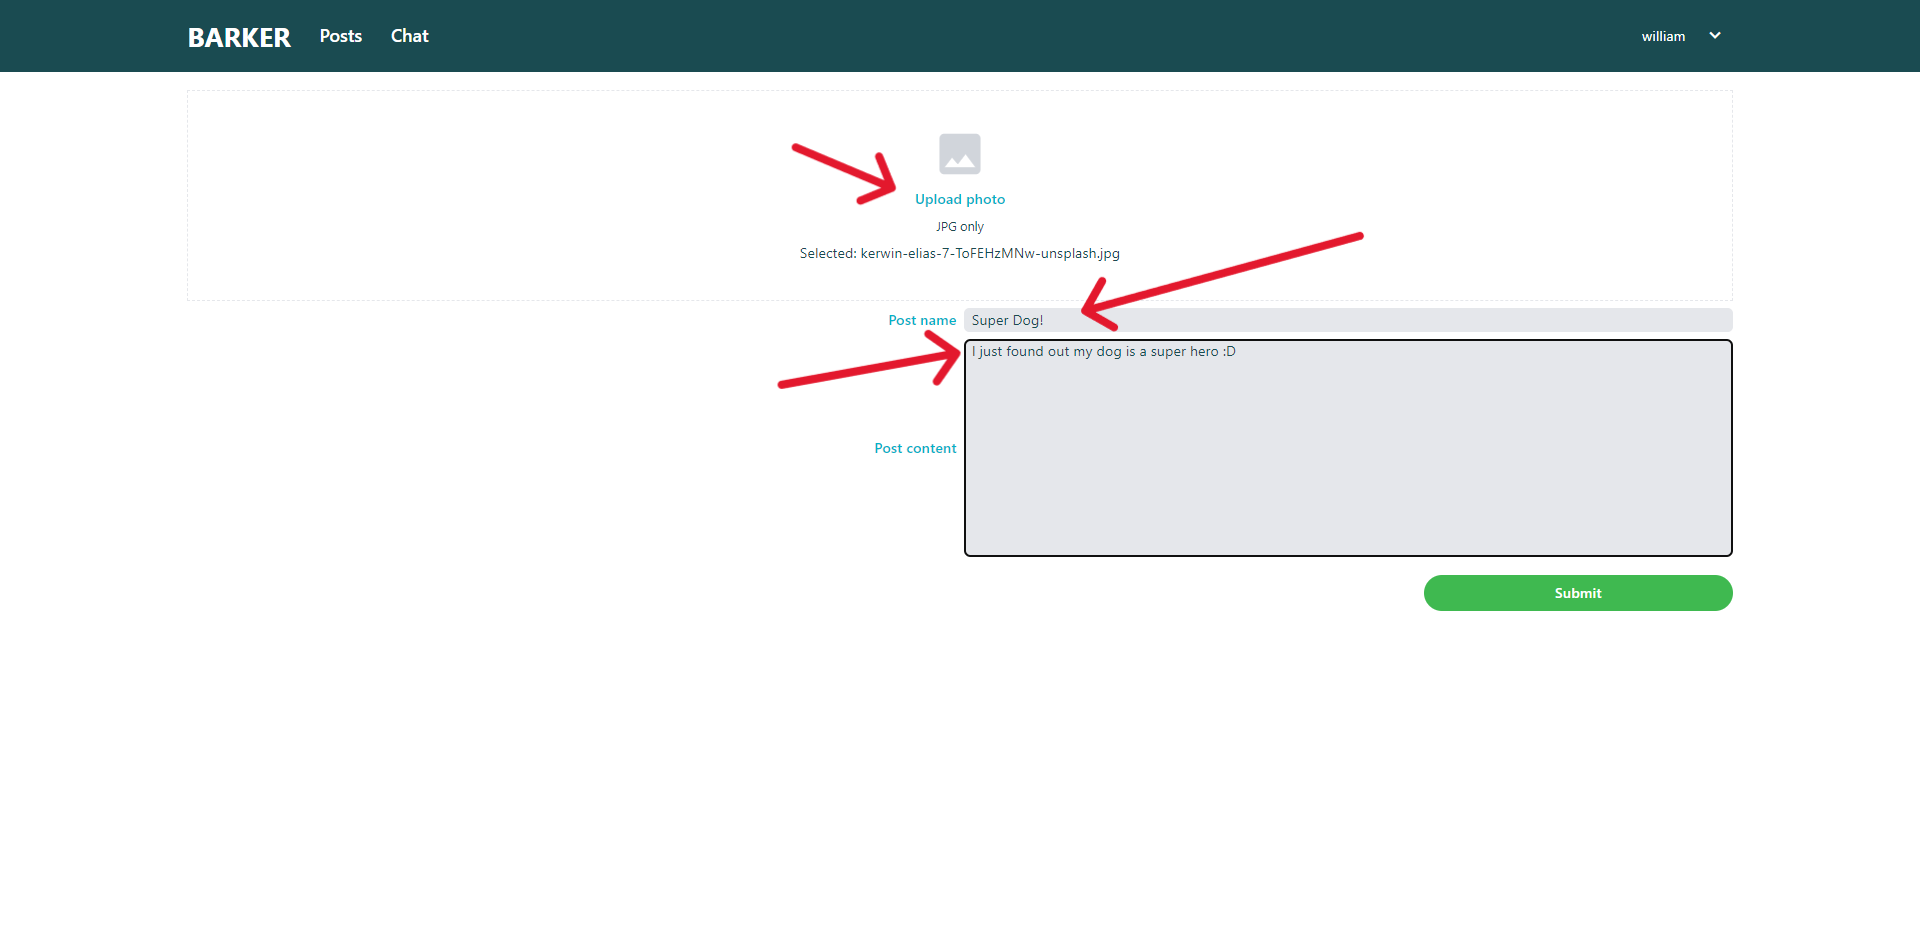 BARKER Posts Chat william
Upload photo
JPG only
Selected: kerwin-elias-7-ToFEHzMNw-unsplash.jpg
Post name Super Dog!
I just found out my dog is a super hero :D
Post content
Submit